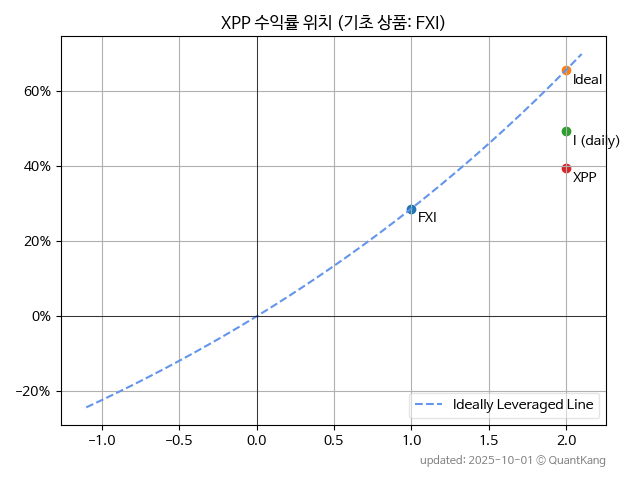 XPP 수익률 위치 (기초 상품: FXI)
60%
40%
20%
0%
−20%
Ideal
I (daily)
XPP
FXI
Ideally Leveraged Line
−1.0 −0.5 0.0 0.5 1.0 1.5 2.0
updated: 2025-10-01 © QuantKang